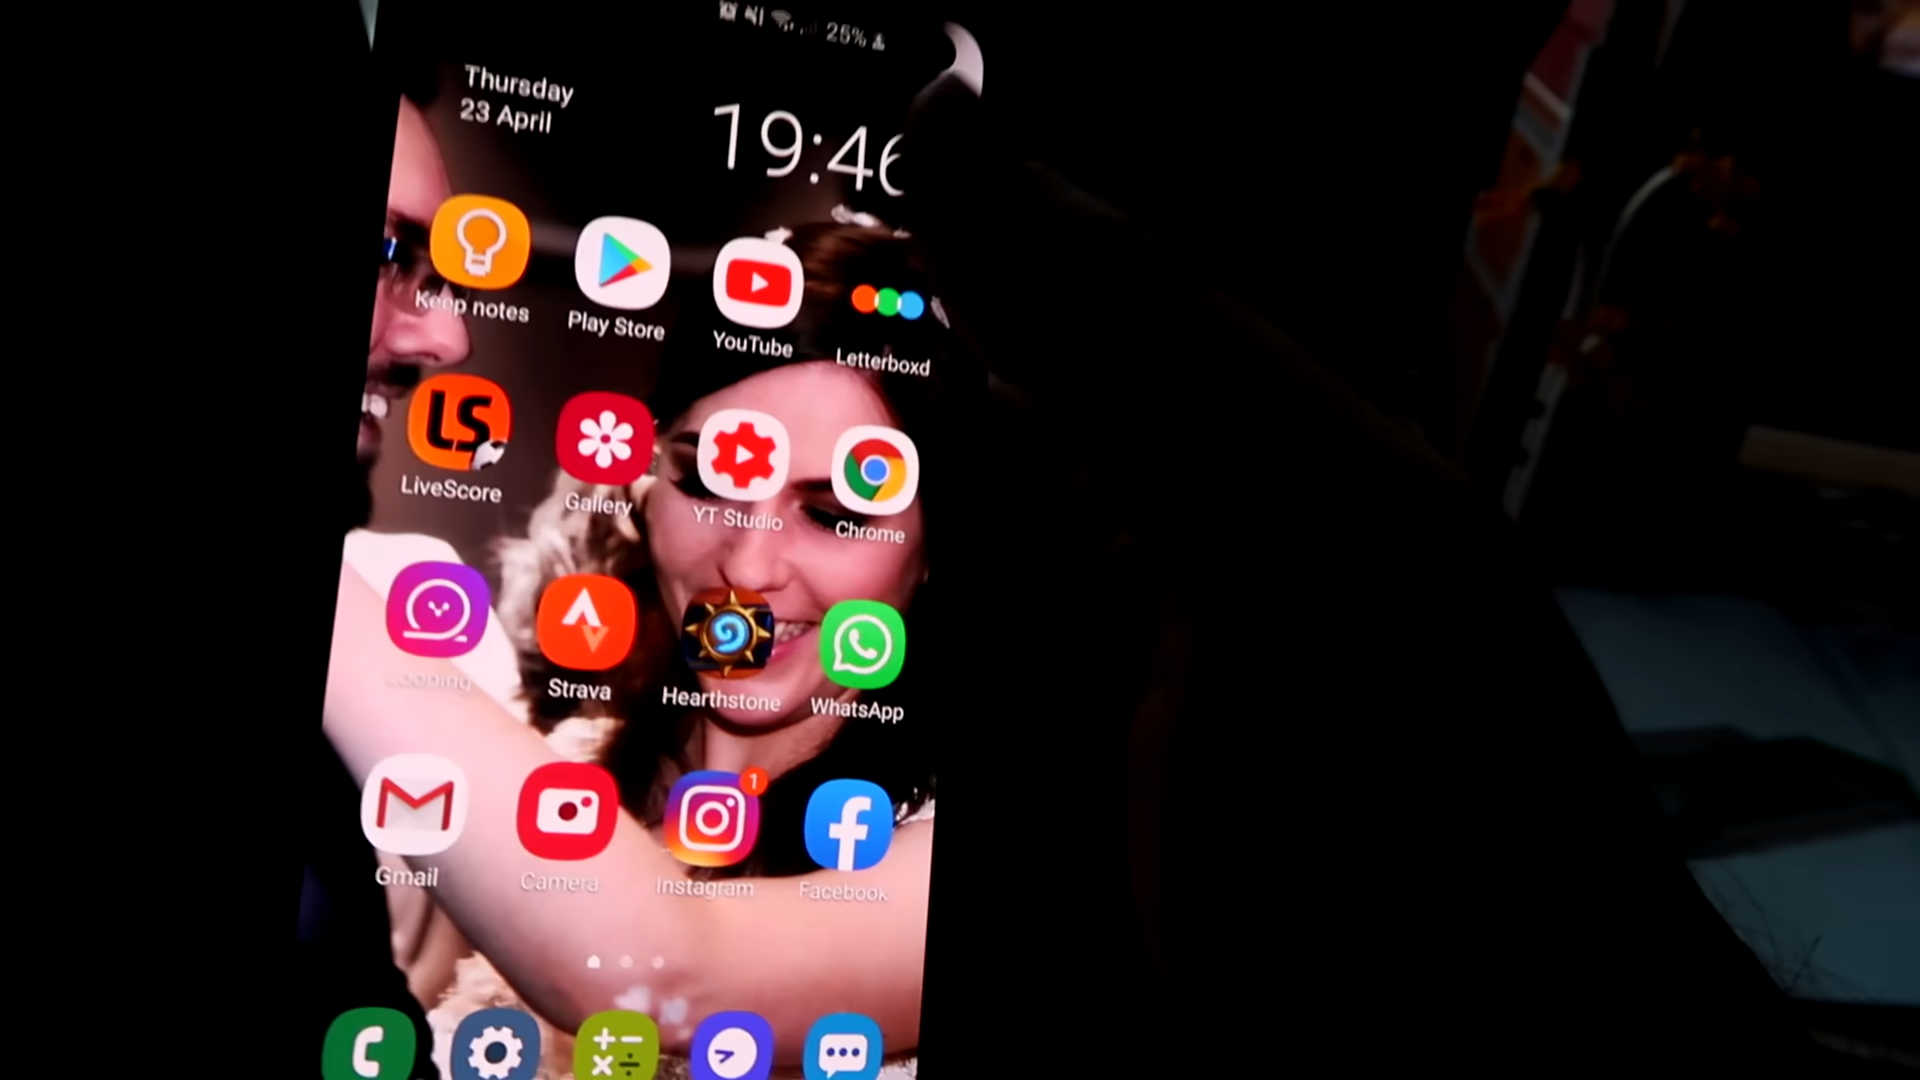 25%
Thursday
23 April
19:46
Keep notes
Play Store
YouTube
Letterboxd
LS
LiveScore
Gallery
YT Studio
Chrome
Looping
Strava
Hearthstone
WhatsApp
1
Gmail
Camera
Instagram
Facebook